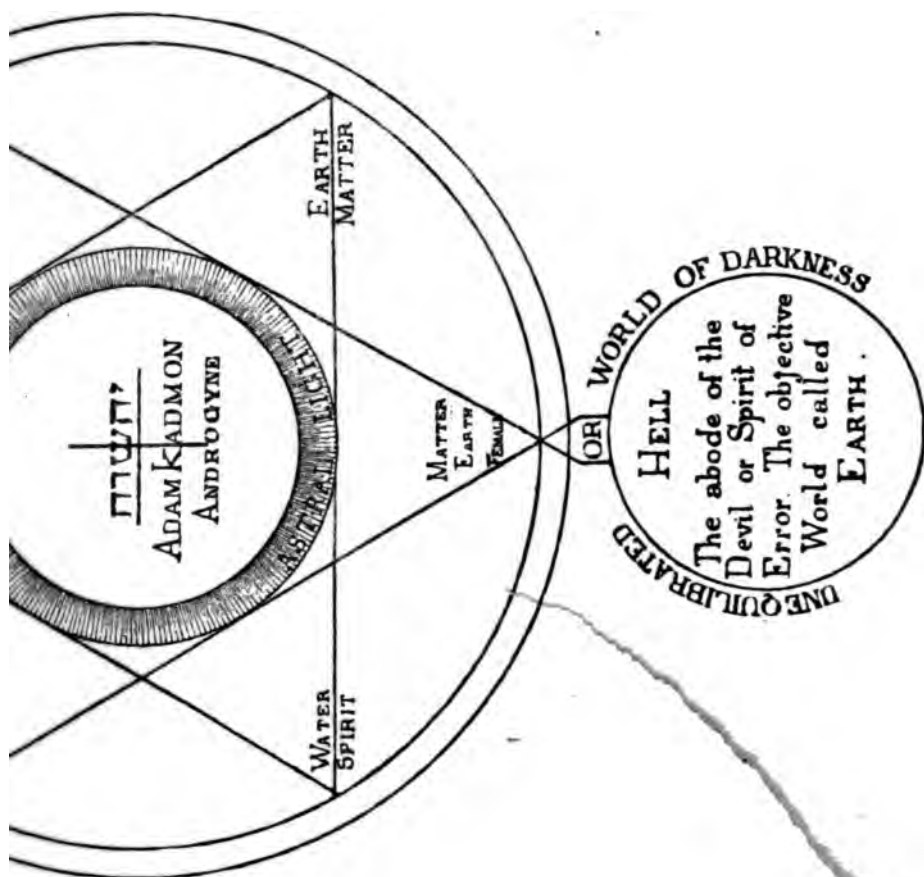 יהשוה
ADAM KADMON
ANDROGYNE
ASTRAL LIGHT
WATER
SPIRIT
EARTH
MATTER
MATTER
EARTH
FEMALE
OR
UNEQUILIBRATED
WORLD OF DARKNESS
HELL
The abode of the
Devil or Spirit of
Error. The objective
World called
EARTH.